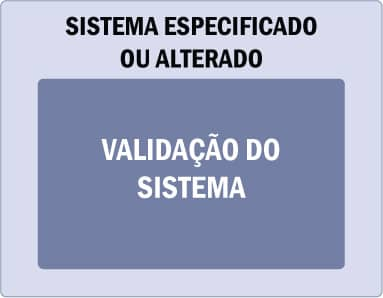 SISTEMA ESPECIFICADO
OU ALTERADO
VALIDAÇÃO DO
SISTEMA